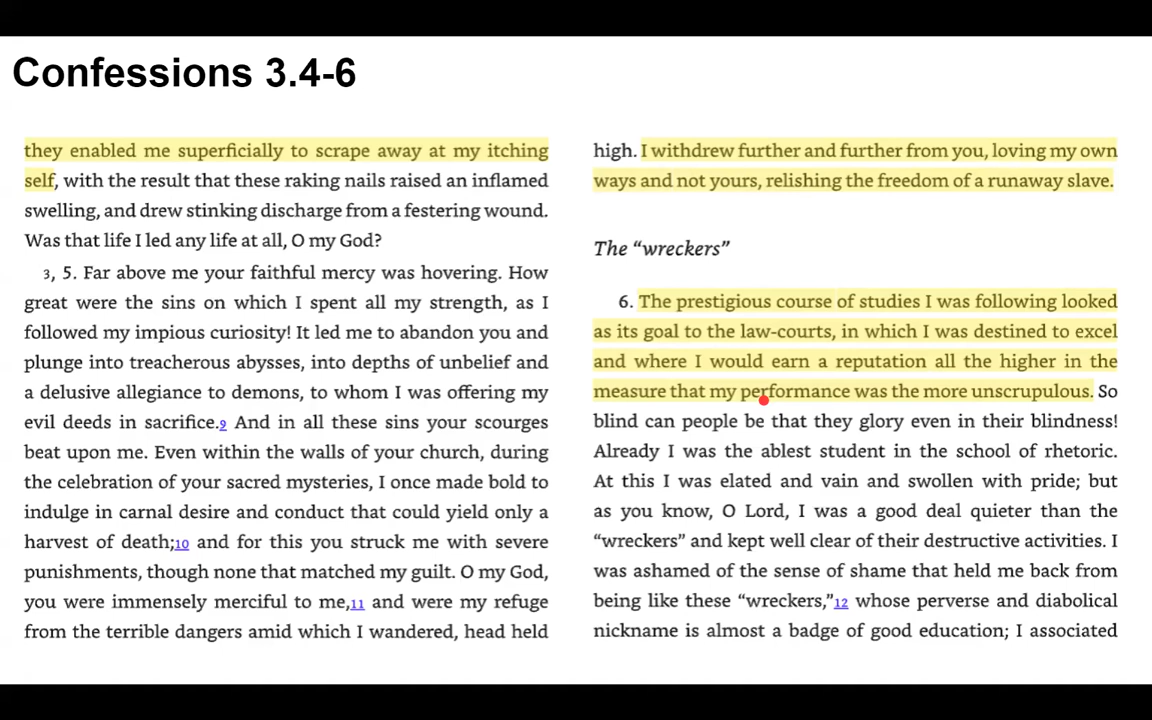 Confessions 3.4-6
they enabled me superficially to scrape away at my itching
self, with the result that these raking nails raised an inflamed
swelling, and drew stinking discharge from a festering wound.
Was that life I led any life at all, O my God?
3, 5. Far above me your faithful mercy was hovering. How
great were the sins on which I spent all my strength, as I
followed my impious curiosity! It led me to abandon you and
plunge into treacherous abysses, into depths of unbelief and
a delusive allegiance to demons, to whom I was offering my
evil deeds in sacrifice.9 And in all these sins your scourges
beat upon me. Even within the walls of your church, during
the celebration of your sacred mysteries, I once made bold to
indulge in carnal desire and conduct that could yield only a
harvest of death;10 and for this you struck me with severe
punishments, though none that matched my guilt. O my God,
you were immensely merciful to me,11 and were my refuge
from the terrible dangers amid which I wandered, head held
high. I withdrew further and further from you, loving my own
ways and not yours, relishing the freedom of a runaway slave.
The “wreckers”
6. The prestigious course of studies I was following looked
as its goal to the law-courts, in which I was destined to excel
and where I would earn a reputation all the higher in the
measure that my performance was the more unscrupulous. So
blind can people be that they glory even in their blindness!
Already I was the ablest student in the school of rhetoric.
At this I was elated and vain and swollen with pride; but
as you know, O Lord, I was a good deal quieter than the
“wreckers” and kept well clear of their destructive activities. I
was ashamed of the sense of shame that held me back from
being like these “wreckers,”12 whose perverse and diabolical
nickname is almost a badge of good education; I associated